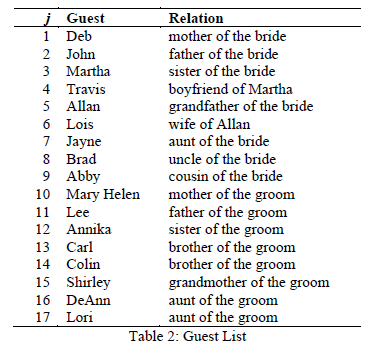 j Guest Relation
1 Deb mother of the bride
2 John father of the bride
3 Martha sister of the bride
4 Travis boyfriend of Martha
5 Allan grandfather of the bride
6 Lois wife of Allan
7 Jayne aunt of the bride
8 Brad uncle of the bride
9 Abby cousin of the bride
10 Mary Helen mother of the groom
11 Lee father of the groom
12 Annika sister of the groom
13 Carl brother of the groom
14 Colin brother of the groom
15 Shirley grandmother of the groom
16 DeAnn aunt of the groom
17 Lori aunt of the groom
Table 2: Guest List